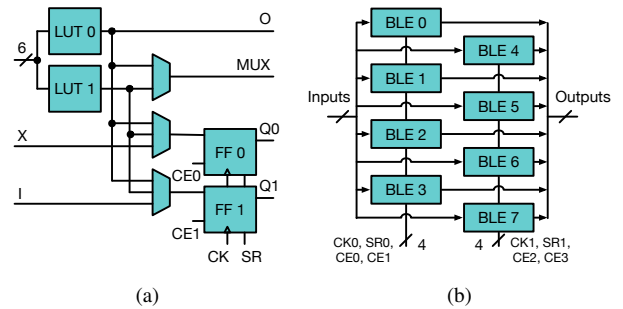 LUT 0
O
6
LUT 1
MUX
X
Q0
FF 0
CE0
I
Q1
FF 1
CE1
CK SR
(a)
BLE 0
BLE 4
BLE 1
Inputs
BLE 5
Outputs
BLE 2
BLE 6
BLE 3
BLE 7
CK0, SR0,
CE0, CE1
4
4
CK1, SR1,
CE2, CE3
(b)